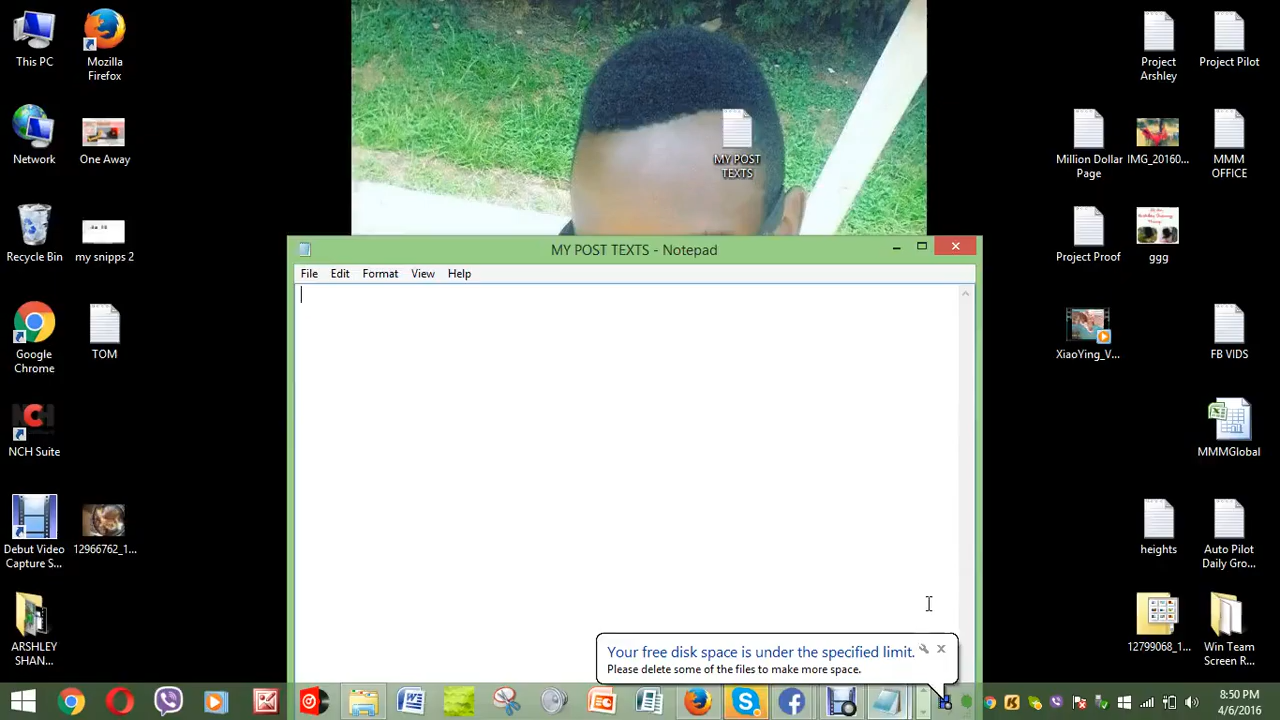 This PC
Mozilla
Firefox
Network
One Away
Recycle Bin
my snipps 2
Google
Chrome
TOM
NCH
NCH Suite
Debut Video
Capture S...
12966762_1...
ARSHLEY
SHAN...
MY POST
TEXTS
Project
Arshley
Project Pilot
Million Dollar
Page
IMG_20160...
MMM
OFFICE
Project Proof
ggg
XiaoYing_V...
FB VIDS
MMMGlobal
heights
Auto Pilot
Daily Gro...
12799068_1...
Win Team
Screen R...
MY POST TEXTS - Notepad
File Edit Format View Help
Your free disk space is under the specified limit.
Please delete some of the files to make more space.
8:50 PM
4/6/2016